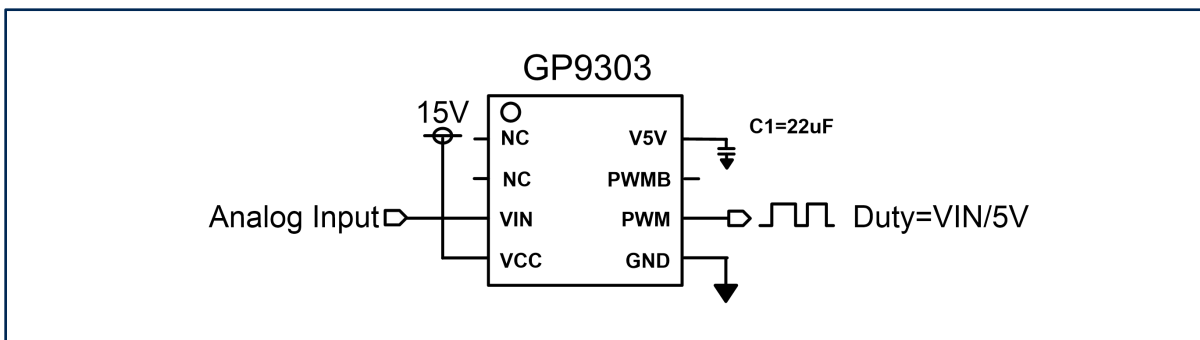 GP9303
15V
NC
V5V
C1=22uF
NC
PWMB
Analog Input
VIN
PWM
Duty=VIN/5V
VCC
GND